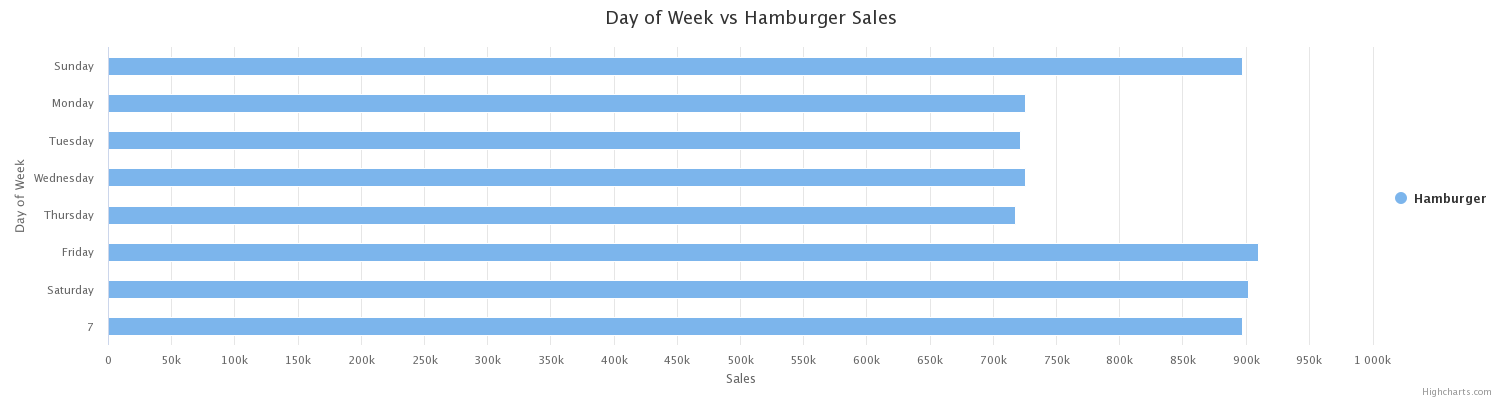 Day of Week vs Hamburger Sales
Day of Week
Sunday
Monday
Tuesday
Wednesday
Thursday
Friday
Saturday
7
0 50k 100k 150k 200k 250k 300k 350k 400k 450k 500k 550k 600k 650k 700k 750k 800k 850k 900k 950k 1 000k
Sales
Hamburger
Highcharts.com